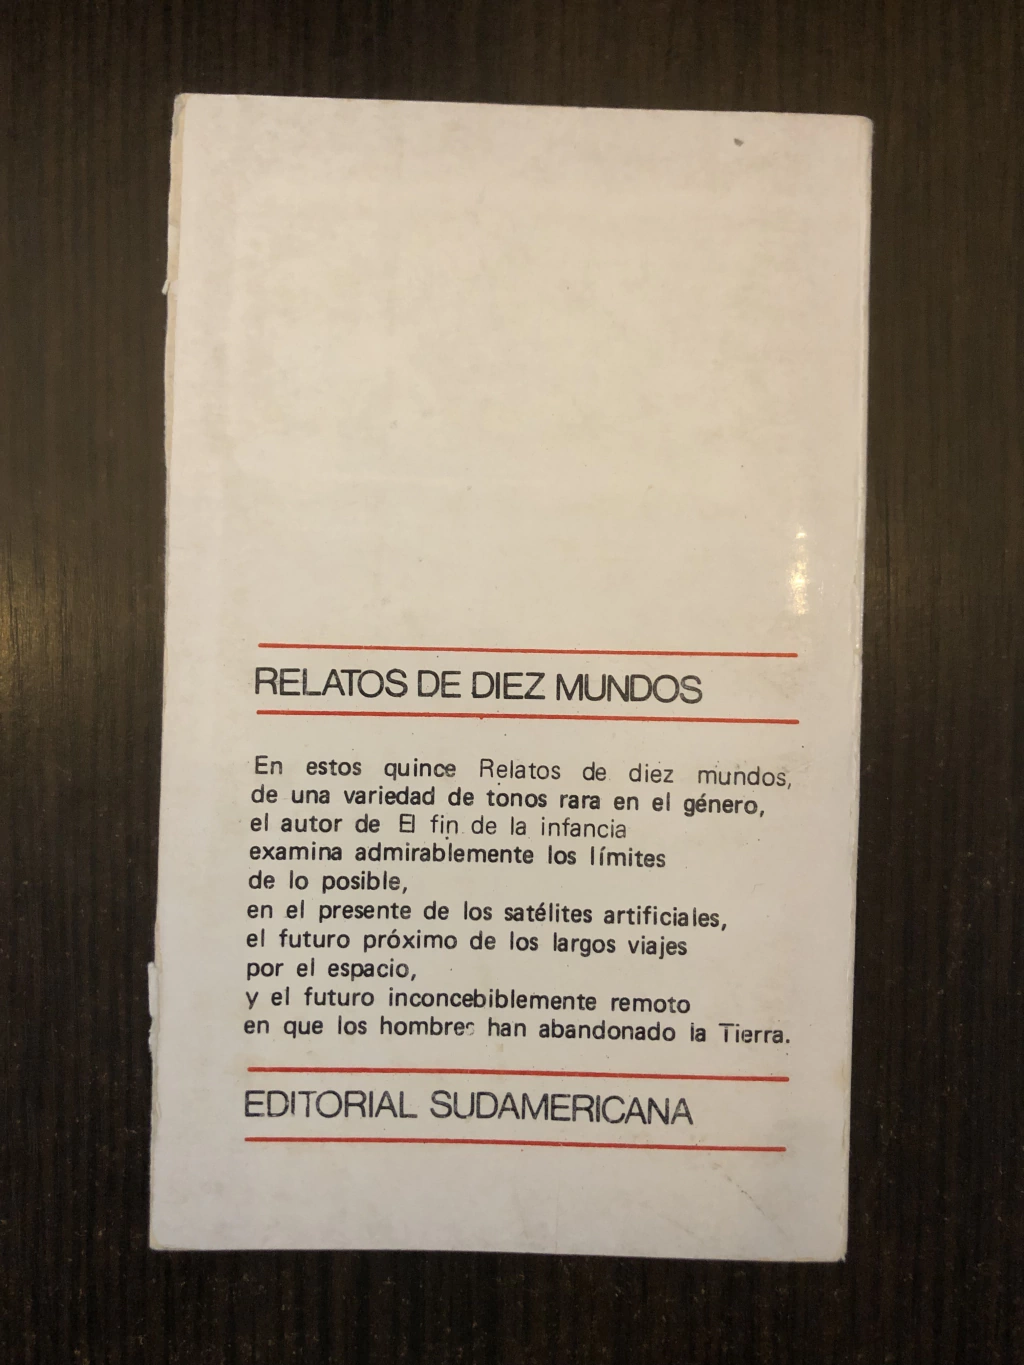 RELATOS DE DIEZ MUNDOS
En estos quince Relatos de diez mundos,
de una variedad de tonos rara en el género,
el autor de El fin de la infancia
examina admirablemente los límites
de lo posible,
en el presente de los satélites artificiales,
el futuro próximo de los largos viajes
por el espacio,
y el futuro inconcebiblemente remoto
en que los hombres han abandonado la Tierra.
EDITORIAL SUDAMERICANA